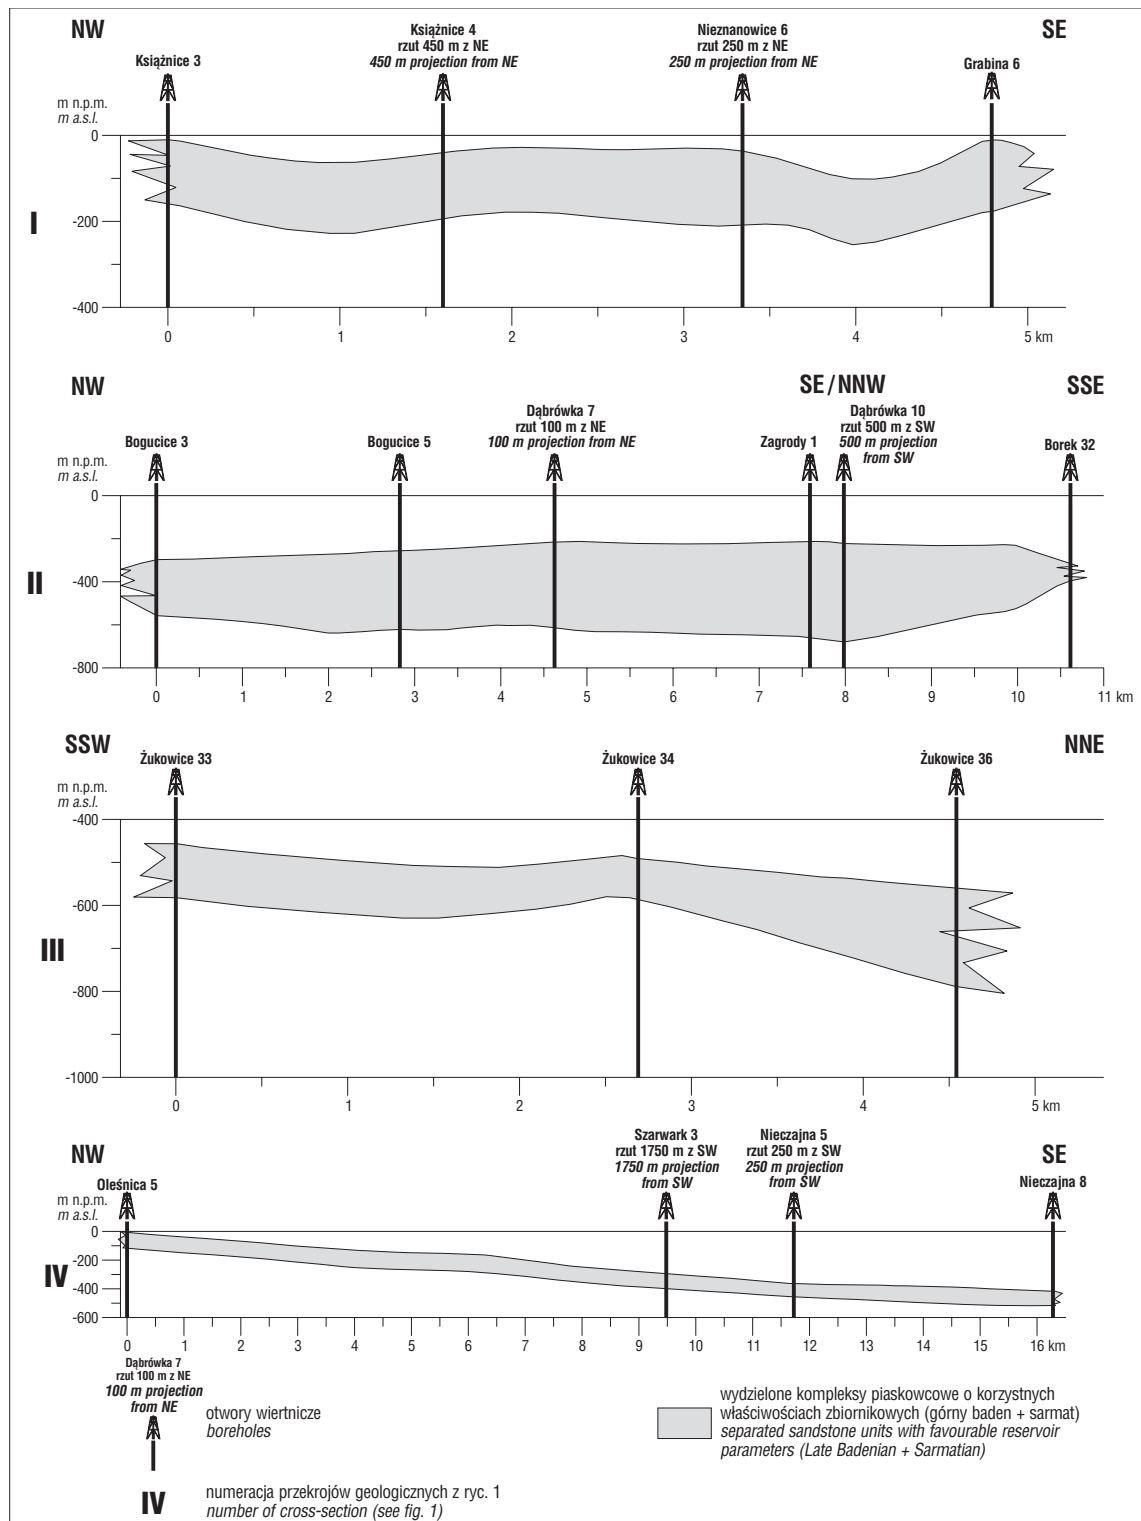 NW
SE
Książnice 3
Książnice 4
rzut 450 m z NE
450 m projection from NE
Nieznanowice 6
rzut 250 m z NE
250 m projection from NE
Grabina 6
m n.p.m.
m a.s.l.
0
-200
-400
I
0
1
2
3
4
5 km
NW
SE/NNW
SSE
Bogucice 3
Bogucice 5
Dąbrówka 7
rzut 100 m z NE
100 m projection from NE
Zagrody 1
Dąbrówka 10
rzut 500 m z SW
500 m projection
from SW
Borek 32
m n.p.m.
m a.s.l.
0
-400
-800
II
0
1
2
3
4
5
6
7
8
9
10
11 km
SSW
NNE
Żukowice 33
Żukowice 34
Żukowice 36
m n.p.m.
m a.s.l.
-400
-600
-800
-1000
III
0
1
2
3
4
5 km
NW
SE
Oleśnica 5
Szarwark 3
rzut 1750 m z SW
1750 m projection
from SW
Nieczajna 5
rzut 250 m z SW
250 m projection
from SW
Nieczajna 8
m n.p.m.
m a.s.l.
0
-200
-400
-600
IV
0
1
2
3
4
5
6
7
8
9
10
11
12
13
14
15
16 km
Dąbrówka 7
rzut 100 m z NE
100 m projection
from NE
otwory wiertnicze
boreholes
wydzielone kompleksy piaskowcowe o korzystnych
właściwościach zbiornikowych (górny baden + sarmat)
separated sandstone units with favourable reservoir
parameters (Late Badenian + Sarmatian)
IV
numeracja przekrojów geologicznych z ryc. 1
number of cross-section (see fig. 1)